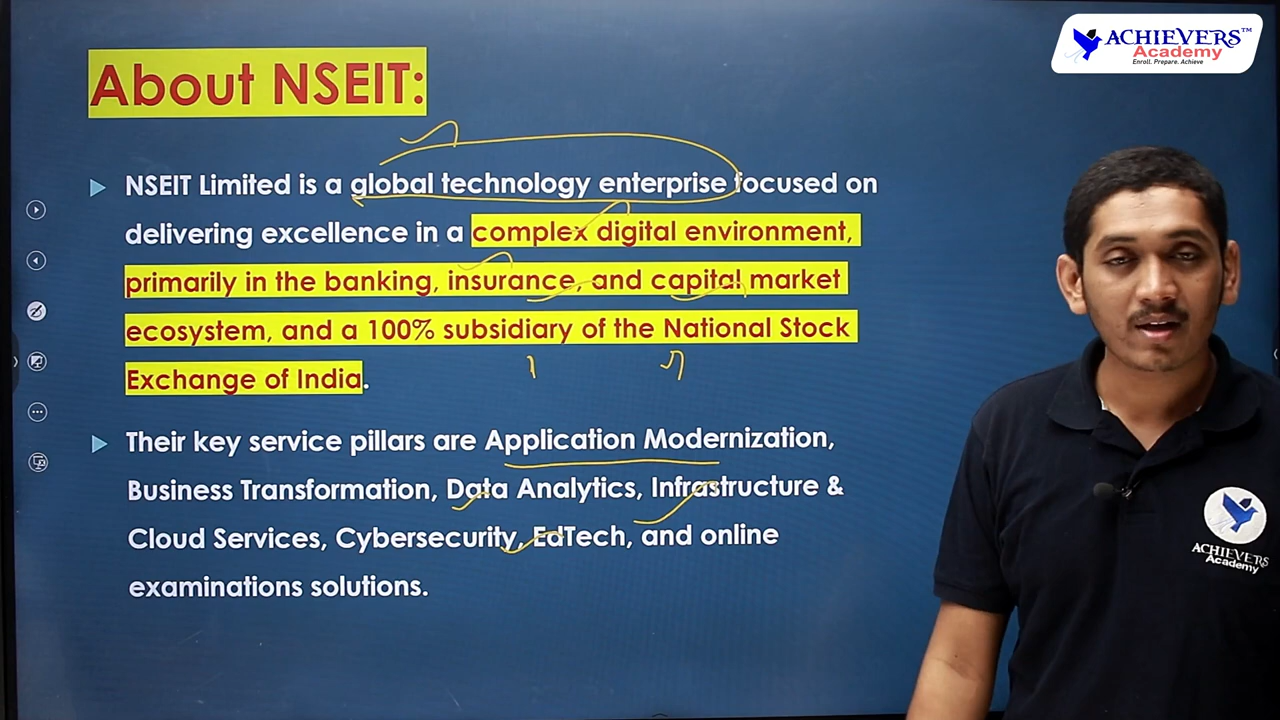 ACHIEVERS™
Academy
Enroll. Prepare. Achieve
About NSEIT:
NSEIT Limited is a global technology enterprise focused on
delivering excellence in a complex digital environment,
primarily in the banking, insurance, and capital market
ecosystem, and a 100% subsidiary of the National Stock
Exchange of India.
Their key service pillars are Application Modernization,
Business Transformation, Data Analytics, Infrastructure &
Cloud Services, Cybersecurity, EdTech, and online
examinations solutions.
ACHIEVERS
Academy